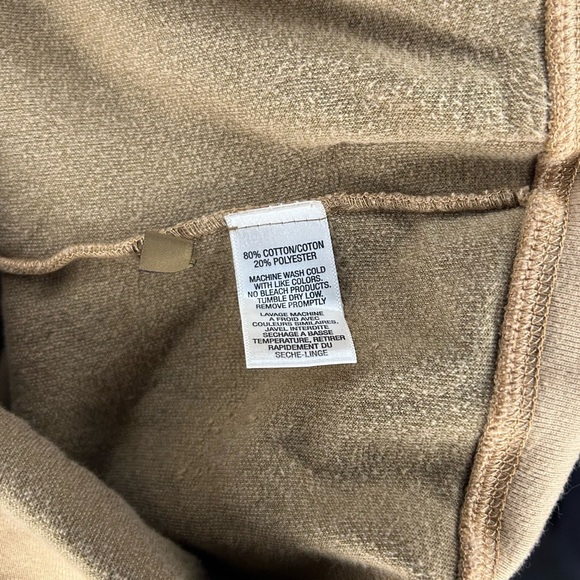 80% COTTON/COTON
20% POLYESTER
MACHINE WASH COLD
WITH LIKE COLORS.
NO BLEACH PRODUCTS.
TUMBLE DRY LOW.
REMOVE PROMPTLY
LAVAGE MACHINE
A FROID AVEC
COULEURS SIMILAIRES,
JAVEL INTERDITE
SECHAGE A BASSE
TEMPERATURE, RETIRER
RAPIDEMENT DU
SECHE-LINGE